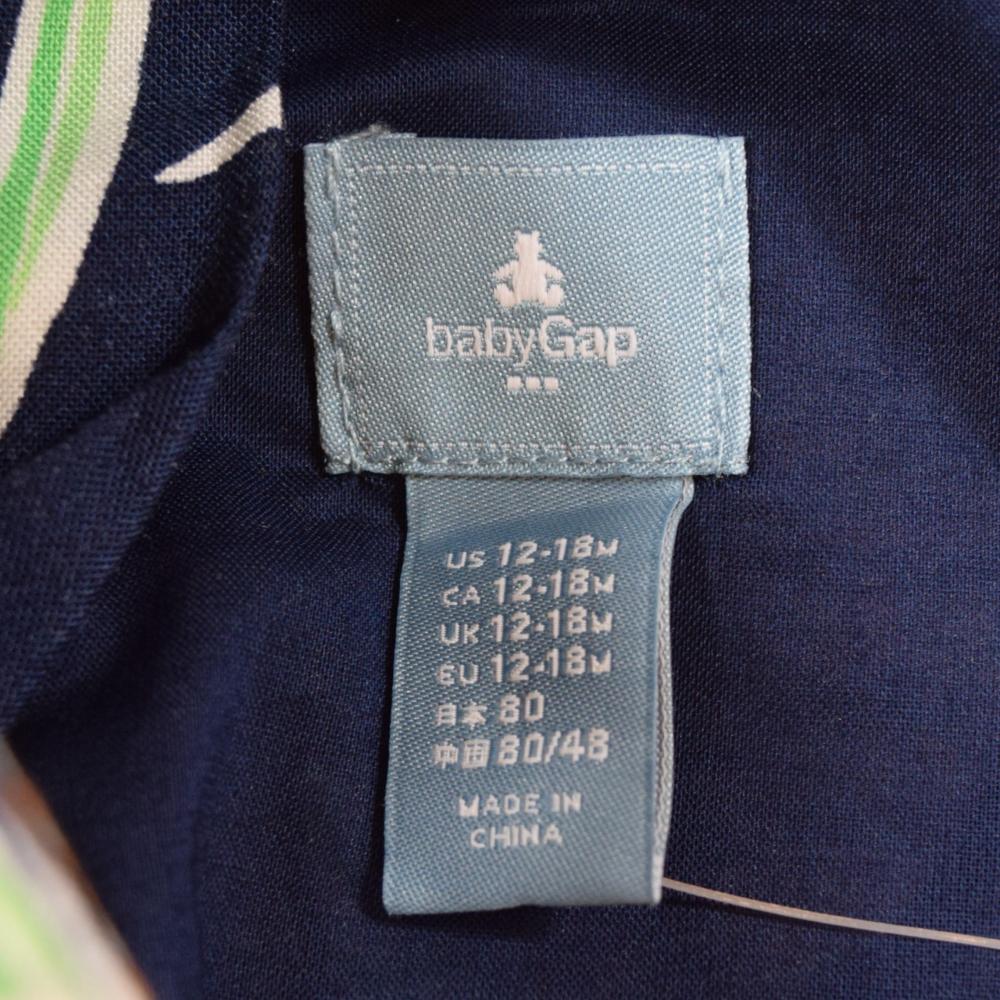 babyGap
US 12-18M
CA 12-18M
UK 12-18M
EU 12-18M
日本 80
中国 80/48
MADE IN
CHINA